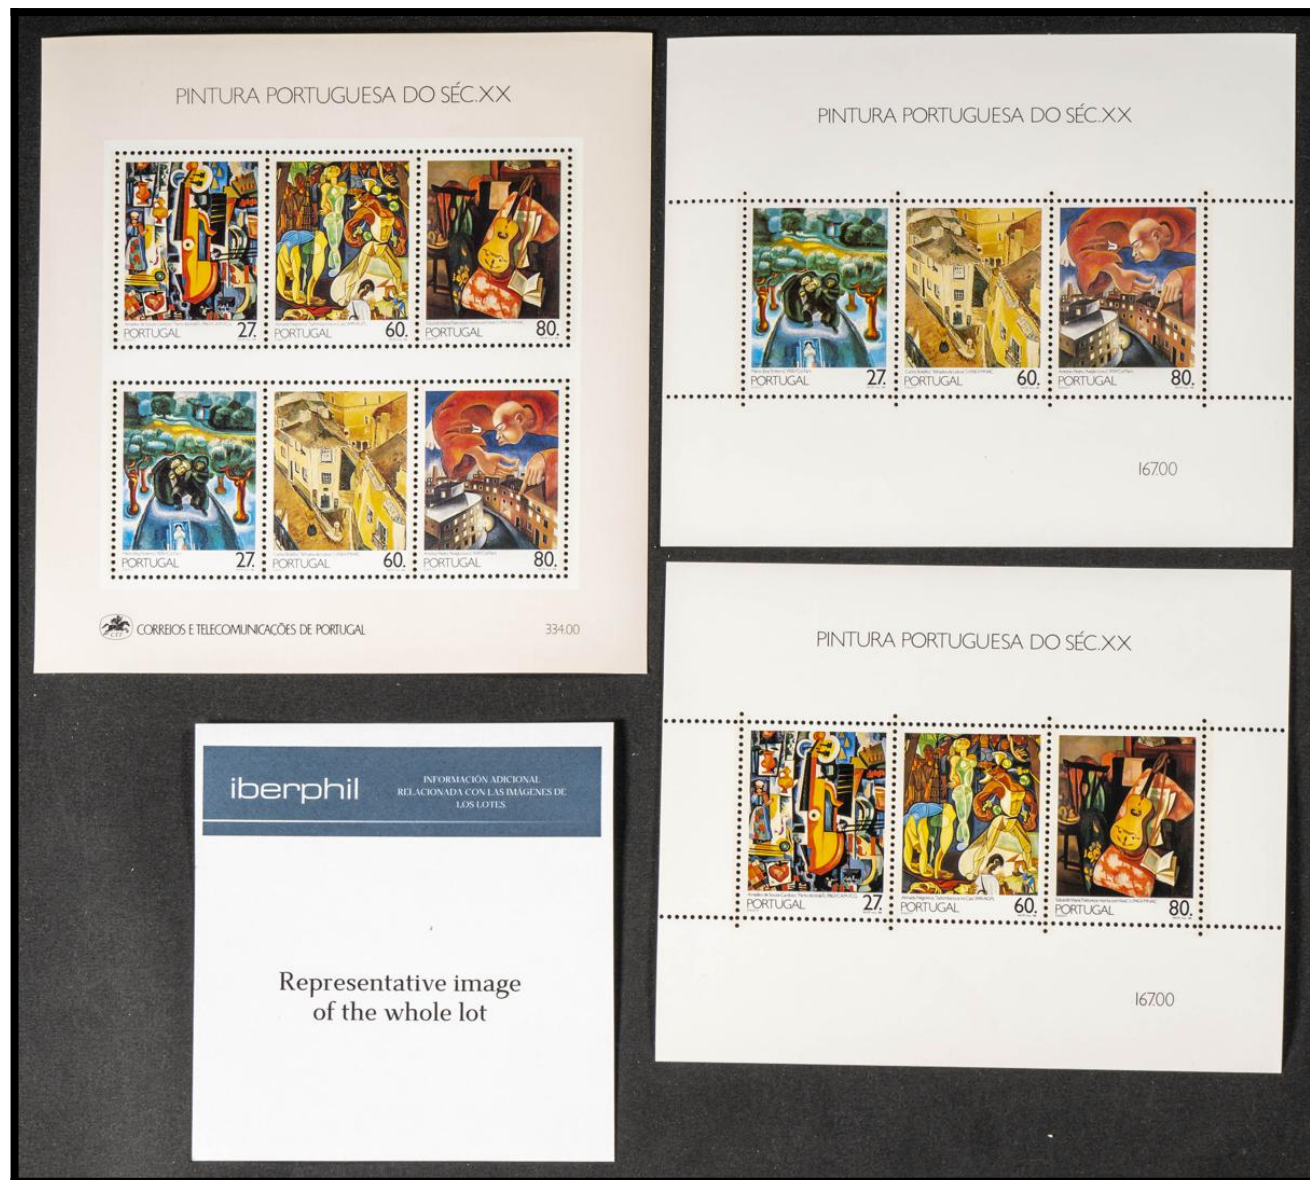 PINTURA PORTUGUESA DO SÉC.XX
27.
60.
80.
PORTUGAL
PORTUGAL
PORTUGAL
27.
60.
80.
PORTUGAL
PORTUGAL
PORTUGAL
CORREIOS E TELECOMUNICAÇÕES DE PORTUGAL
334.00
PINTURA PORTUGUESA DO SÉC.XX
27.
60.
80.
PORTUGAL
PORTUGAL
PORTUGAL
167.00
PINTURA PORTUGUESA DO SÉC.XX
27.
60.
80.
PORTUGAL
PORTUGAL
PORTUGAL
167.00
iberphil
INFORMACIÓN ADICIONAL
RELACIONADA CON LAS IMÁGENES DE
LOS LOTES.
Representative image
of the whole lot